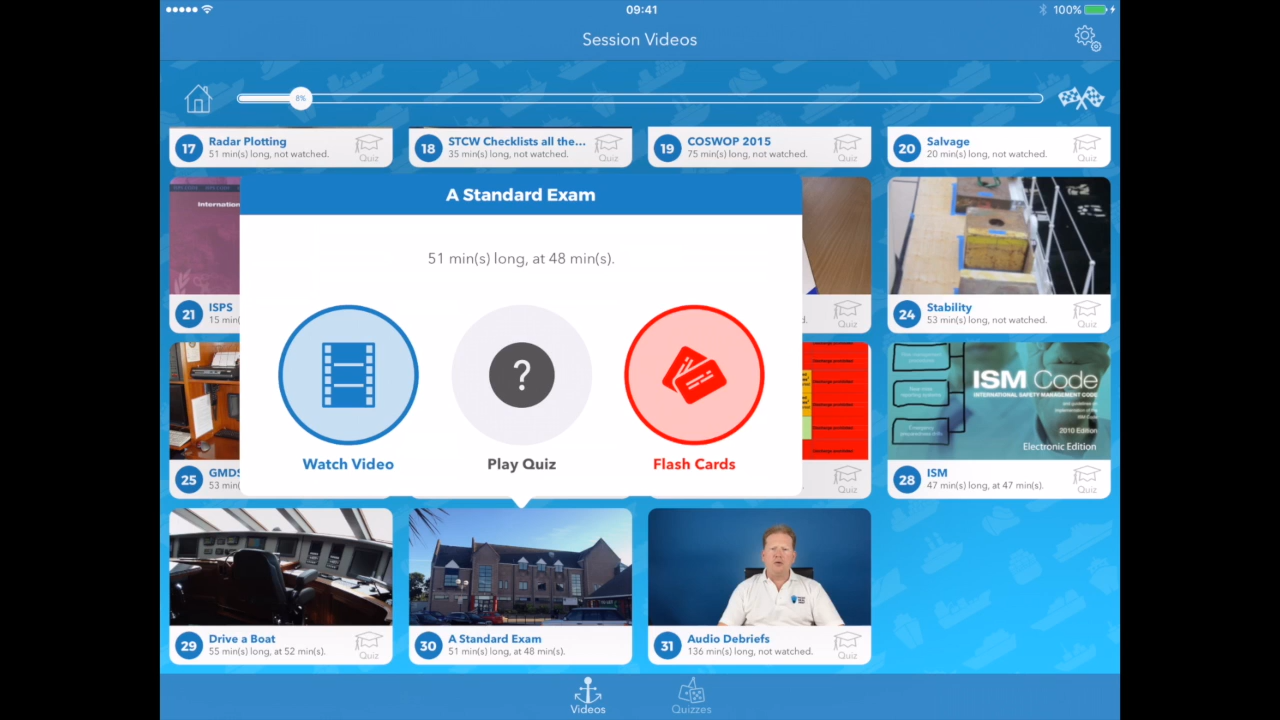 09:41
100%
Session Videos
8%
17 Radar Plotting
51 min(s) long, not watched.
Quiz
18 STCW Checklists all the...
35 min(s) long, not watched.
Quiz
19 COSWOP 2015
75 min(s) long, not watched.
Quiz
20 Salvage
20 min(s) long, not watched.
Quiz
A Standard Exam
51 min(s) long, at 48 min(s).
Watch Video
?
Play Quiz
Flash Cards
Internation
21 ISPS
15 min(
d.
Quiz
24 Stability
53 min(s) long, not watched.
Quiz
25 GMDS
53 min(
Quiz
ISM Code
INTERNATIONAL SAFETY MANAGEMENT CODE
2010 Edition
Electronic Edition
28 ISM
47 min(s) long, at 47 min(s).
Quiz
29 Drive a Boat
55 min(s) long, at 52 min(s).
Quiz
30 A Standard Exam
51 min(s) long, at 48 min(s).
31 Audio Debriefs
136 min(s) long, not watched.
Quiz
Videos
Quizzes